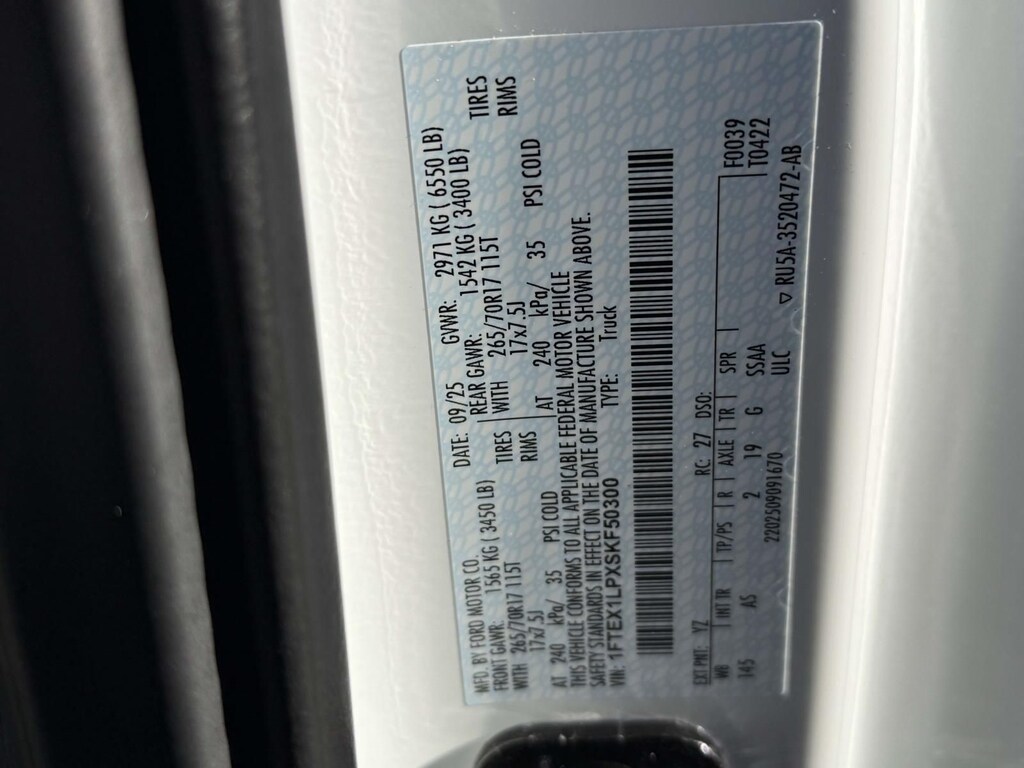 MFD. BY FORD MOTOR CO. DATE: 09/25 GVWR: 2971 KG ( 6550 LB)
FRONT GAWR: 1565 KG ( 3450 LB) REAR GAWR: 1542 KG ( 3400 LB)
WITH 265/70R17 115T TIRES WITH 265/70R17 115T TIRES
17x7.5J RIMS 17x7.5J RIMS
AT 240 kPa/ 35 PSI COLD AT 240 kPa/ 35 PSI COLD
THIS VEHICLE CONFORMS TO ALL APPLICABLE FEDERAL MOTOR VEHICLE
SAFETY STANDARDS IN EFFECT ON THE DATE OF MANUFACTURE SHOWN ABOVE.
VIN: 1FTEX1LPXSKF50300 TYPE: Truck
EXT PNT: YZ RC: 27 DSO: F0039
WB INT TR TP/PS R AXLE TR SPR T0422
145 AS 2 19 G SSAA
2202509091670 ULC ▽ RU5A-3520472-AB